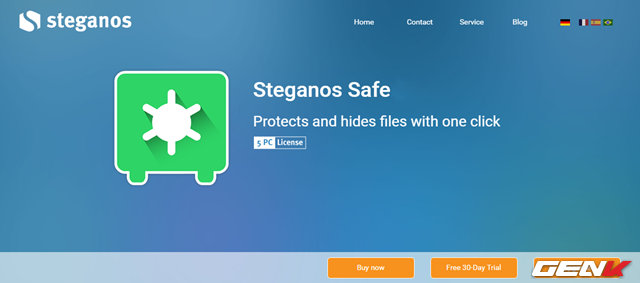 steganos
Home Contact Service Blog
Steganos Safe
Protects and hides files with one click
5 PC License
Buy now Free 30-Day Trial GENK